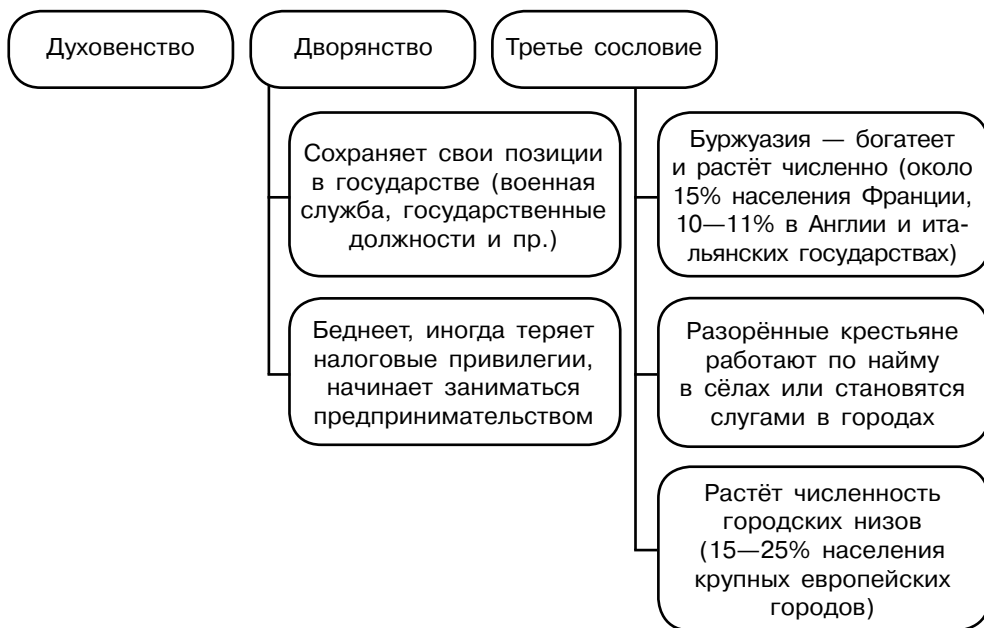 Духовенство
Дворянство
Третье сословие
Сохраняет свои позиции
в государстве (военная
служба, государственные
должности и пр.)
Беднеет, иногда теряет
налоговые привилегии,
начинает заниматься
предпринимательством
Буржуазия — богатеет
и растёт численно (около
15% населения Франции,
10—11% в Англии и ита-
льянских государствах)
Разорённые крестьяне
работают по найму
в сёлах или становятся
слугами в городах
Растёт численность
городских низов
(15—25% населения
крупных европейских
городов)